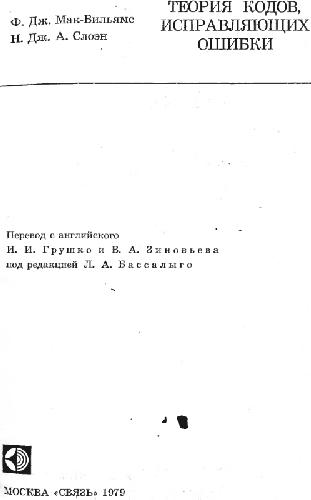 Ф. Дж. Мак-Вильямс
Н. Дж. А. Слоэн
ТЕОРИЯ КОДОВ,
ИСПРАВЛЯЮЩИХ
ОШИБКИ
Перевод с английского
И. И. Грушко и В. А. Зиновьева
под редакцией Л. А. Бассалыго
МОСКВА «СВЯЗЬ» 1979